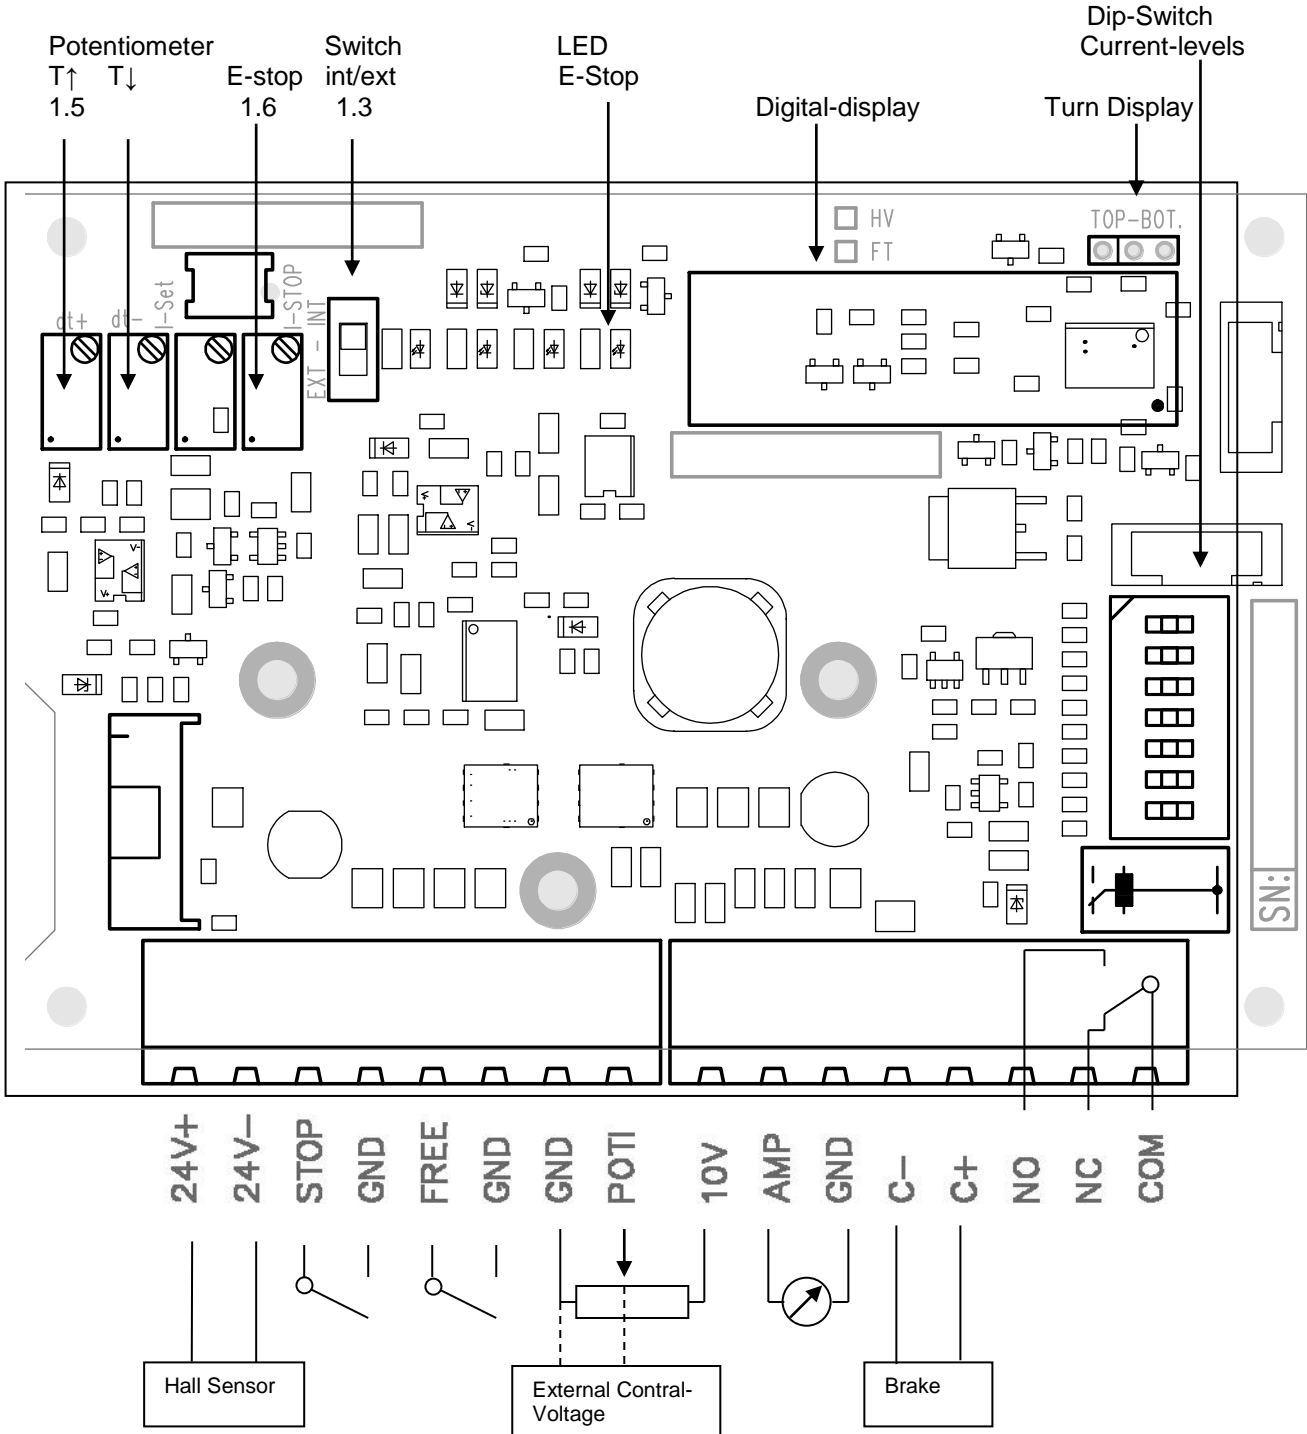 Dip-Switch
Current-levels
Potentiometer
T↑ T↓
1.5
E-stop
1.6
Switch
int/ext
1.3
LED
E-Stop
Digital-display
Turn Display
HV
FT
TOP-BOT.
dt+
dt-
I-Set
I-STOP
EXT - INT
V-
V+
SN:
24V+
24V-
STOP
GND
FREE
GND
GND
POTI
10V
AMP
GND
C-
C+
NO
NC
COM
Hall Sensor
External Contral-
Voltage
Brake